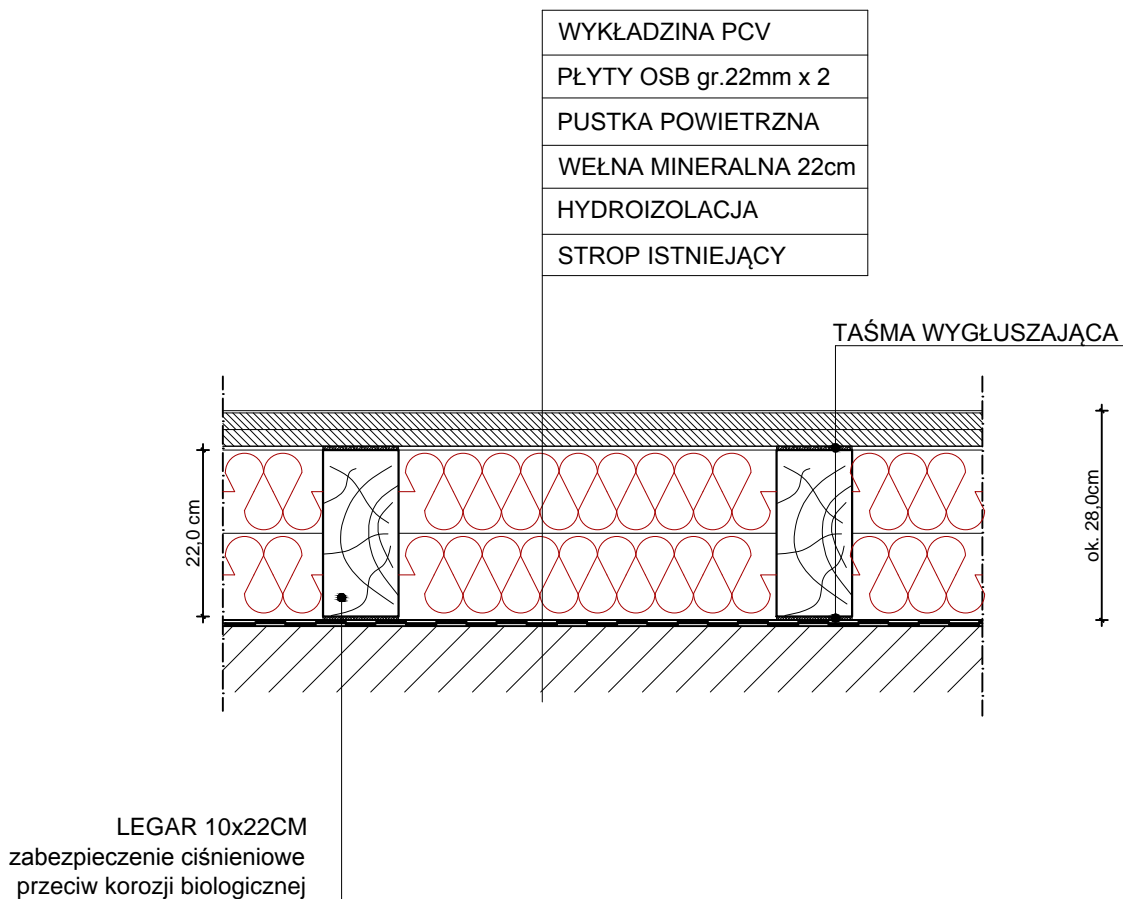 WYKŁADZINA PCV
PŁYTY OSB gr.22mm x 2
PUSTKA POWIETRZNA
WEŁNA MINERALNA 22cm
HYDROIZOLACJA
STROP ISTNIEJĄCY
TAŚMA WYGŁUSZAJĄCA
22,0 cm
ok. 28,0cm
LEGAR 10x22CM
zabezpieczenie ciśnieniowe
przeciw korozji biologicznej